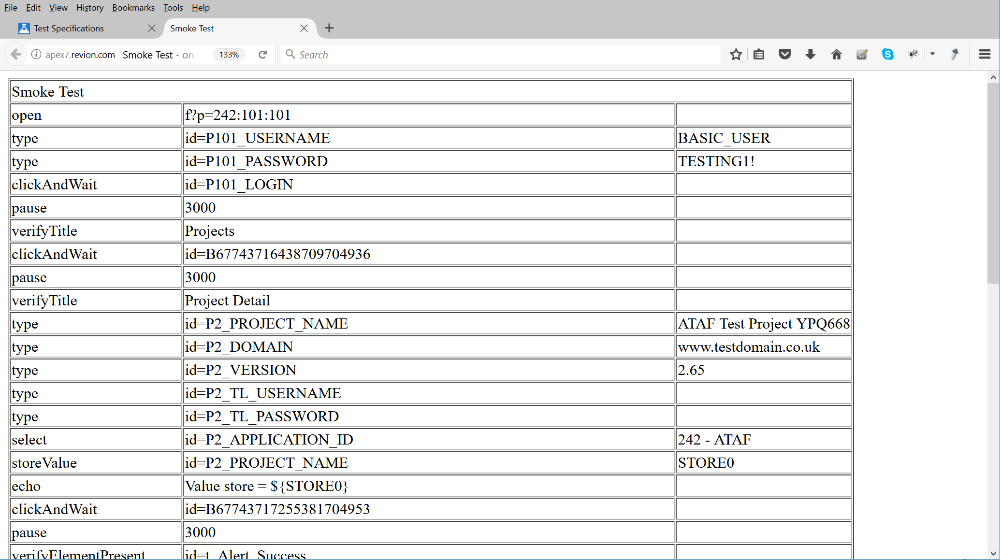 File Edit View History Bookmarks Tools Help
Test Specifications Smoke Test
apex7.revion.com Smoke Test - orc 133% Search
Smoke Test
open f?p=242:101:101
type id=P101_USERNAME BASIC_USER
type id=P101_PASSWORD TESTING1!
clickAndWait id=P101_LOGIN
pause 3000
verifyTitle Projects
clickAndWait id=B67743716438709704936
pause 3000
verifyTitle Project Detail
type id=P2_PROJECT_NAME ATAF Test Project YPQ668
type id=P2_DOMAIN www.testdomain.co.uk
type id=P2_VERSION 2.65
type id=P2_TL_USERNAME
type id=P2_TL_PASSWORD
select id=P2_APPLICATION_ID 242 - ATAF
storeValue id=P2_PROJECT_NAME STORE0
echo Value store = ${STORE0}
clickAndWait id=B67743717255381704953
pause 3000
verifyElementPresent id=t_Alert_Success